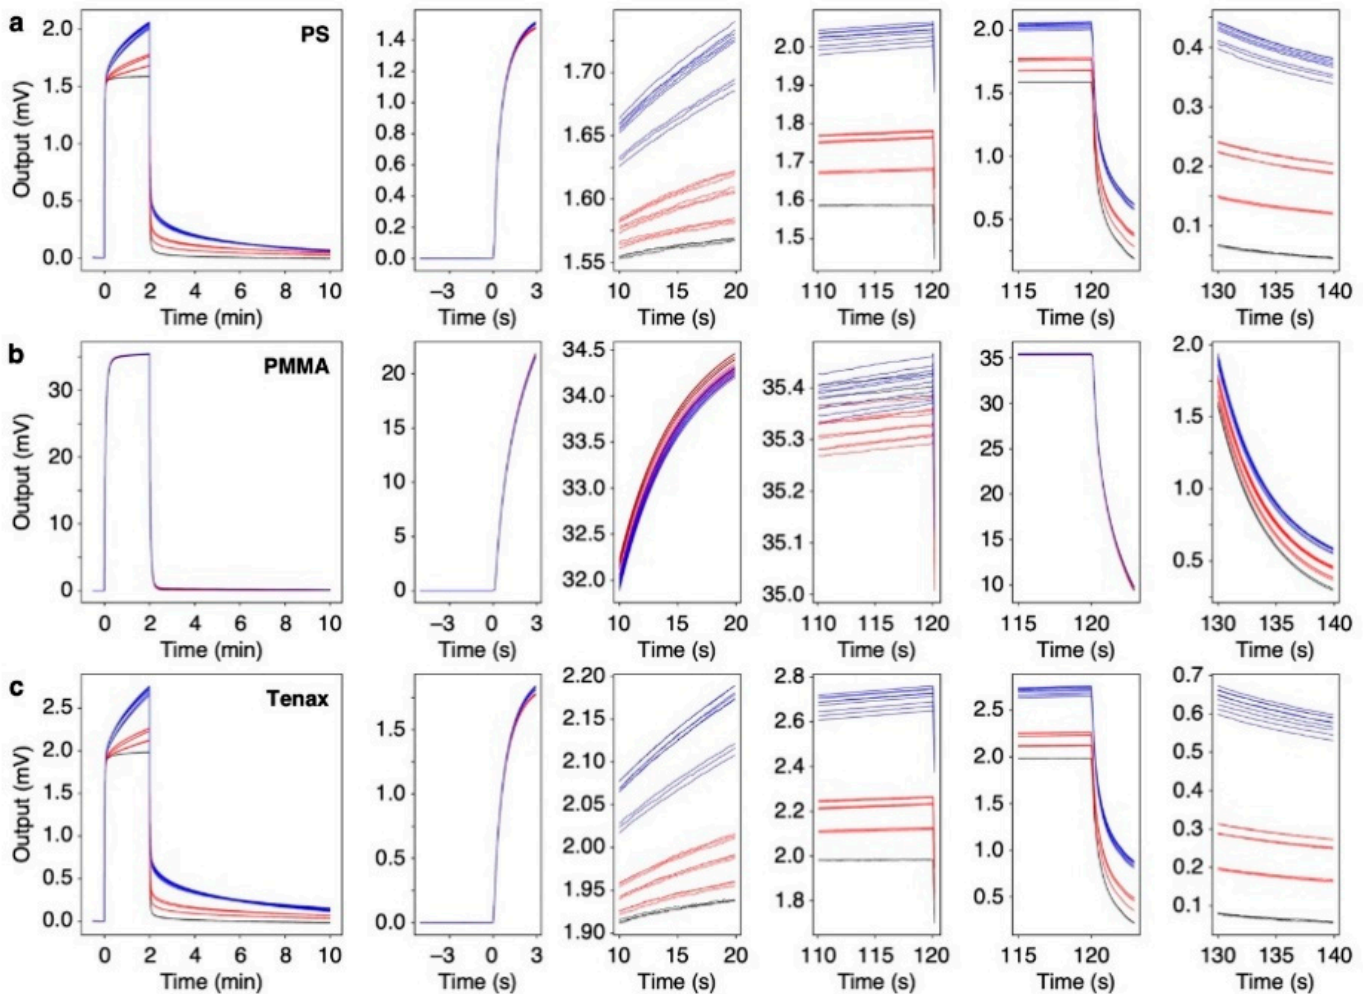 a
PS
Output (mV)
2.0
1.5
1.0
0.5
0.0
0 2 4 6 8 10
Time (min)
1.4
1.2
1.0
0.8
0.6
0.4
0.2
0.0
−3 0 3
Time (s)
1.70
1.65
1.60
1.55
10 15 20
Time (s)
2.0
1.9
1.8
1.7
1.6
1.5
110 115 120
Time (s)
2.0
1.5
1.0
0.5
115 120
Time (s)
0.4
0.3
0.2
0.1
130 135 140
Time (s)
b
PMMA
Output (mV)
30
20
10
0
0 2 4 6 8 10
Time (min)
20
15
10
5
0
−3 0 3
Time (s)
34.5
34.0
33.5
33.0
32.5
32.0
10 15 20
Time (s)
35.4
35.3
35.2
35.1
35.0
110 115 120
Time (s)
35
30
25
20
15
10
115 120
Time (s)
2.0
1.5
1.0
0.5
130 135 140
Time (s)
c
Tenax
Output (mV)
2.5
2.0
1.5
1.0
0.5
0.0
0 2 4 6 8 10
Time (min)
1.5
1.0
0.5
0.0
−3 0 3
Time (s)
2.20
2.15
2.10
2.05
2.00
1.95
1.90
10 15 20
Time (s)
2.8
2.6
2.4
2.2
2.0
1.8
110 115 120
Time (s)
2.5
2.0
1.5
1.0
0.5
115 120
Time (s)
0.7
0.6
0.5
0.4
0.3
0.2
0.1
130 135 140
Time (s)